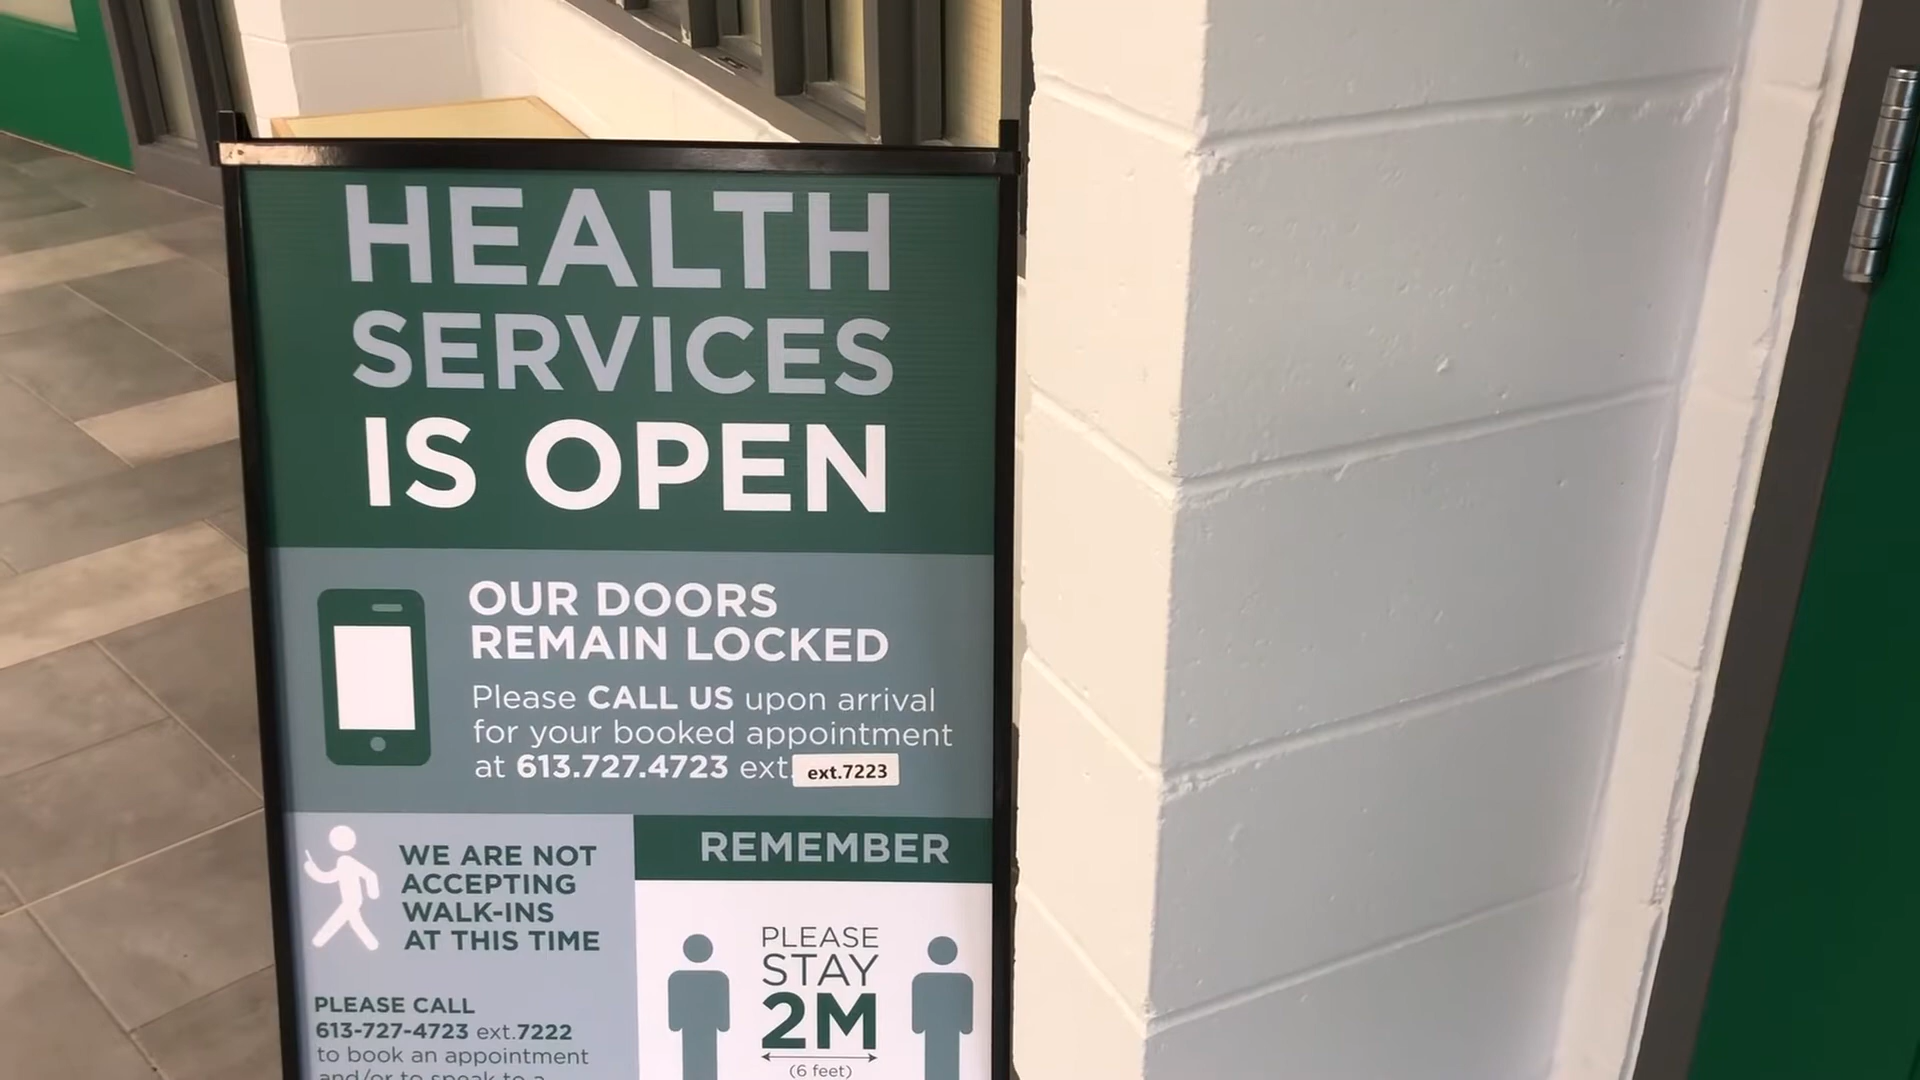 HEALTH
SERVICES
IS OPEN
OUR DOORS
REMAIN LOCKED
Please CALL US upon arrival
for your booked appointment
at 613.727.4723 ext. ext.7223
WE ARE NOT
ACCEPTING
WALK-INS
AT THIS TIME
PLEASE CALL
613-727-4723 ext.7222
to book an appointment
and/or to speak to a
REMEMBER
PLEASE
STAY
2M
(6 feet)